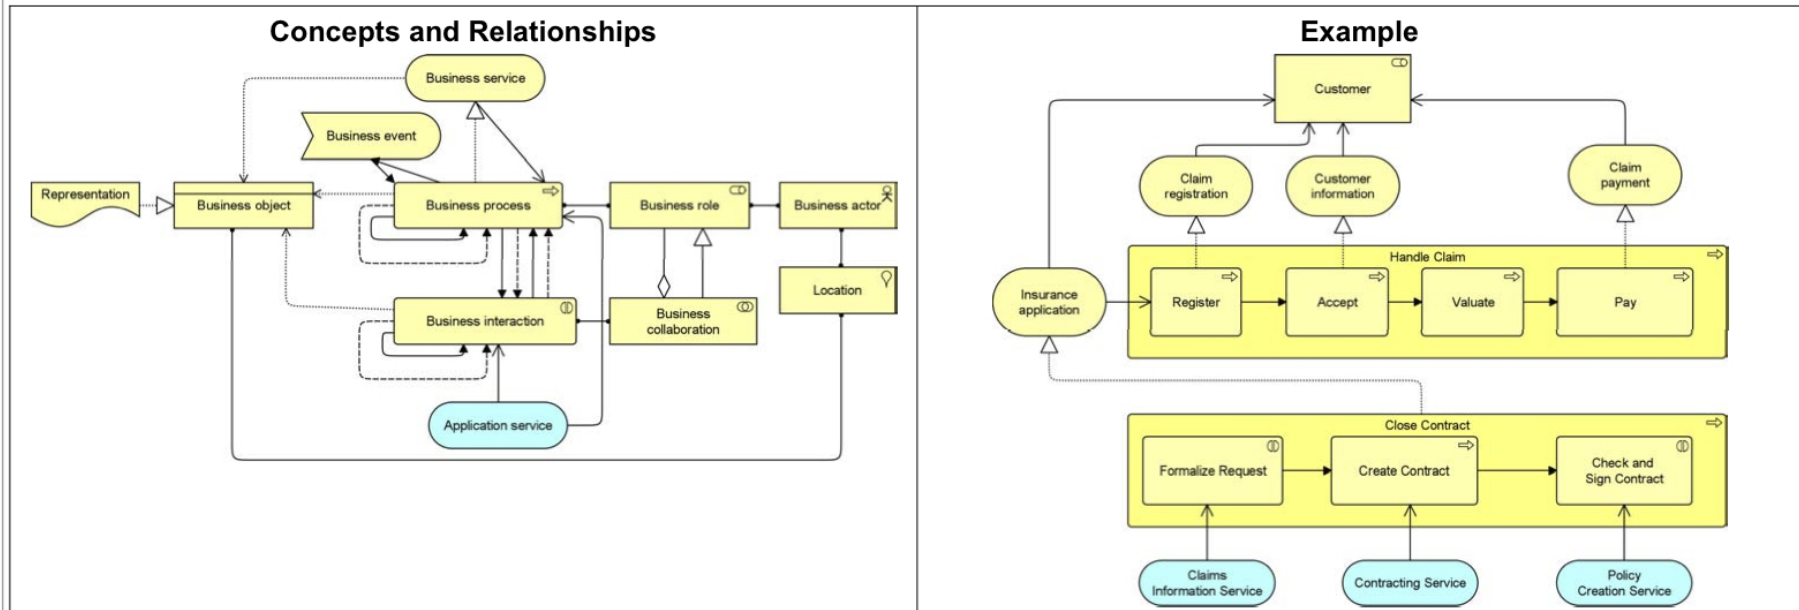 Concepts and Relationships
Business service
Business event
Representation
Business object
Business process
Business role
Business actor
Location
Business interaction
Business
collaboration
Application service
Example
Customer
Claim
registration
Customer
information
Claim
payment
Handle Claim
Insurance
application
Register
Accept
Valuate
Pay
Close Contract
Formalize Request
Create Contract
Check and
Sign Contract
Claims
Information Service
Contracting Service
Policy
Creation Service